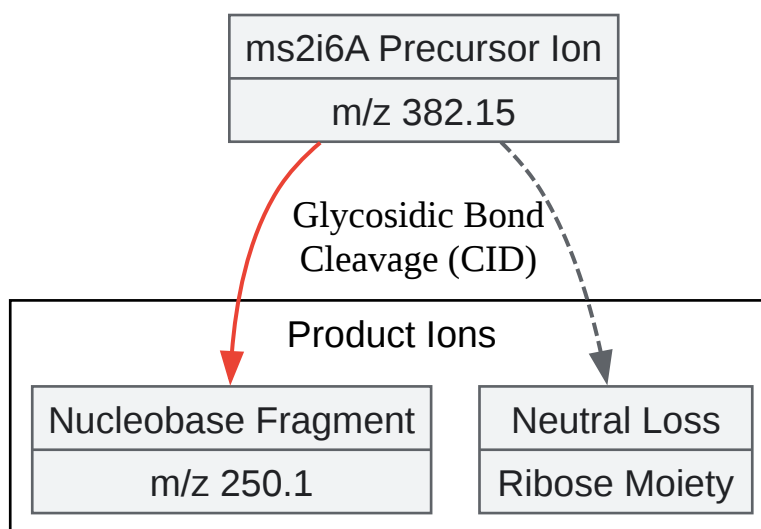 ms2i6A Precursor Ion
m/z 382.15
Glycosidic Bond
Cleavage (CID)
Product Ions
Nucleobase Fragment
m/z 250.1
Neutral Loss
Ribose Moiety